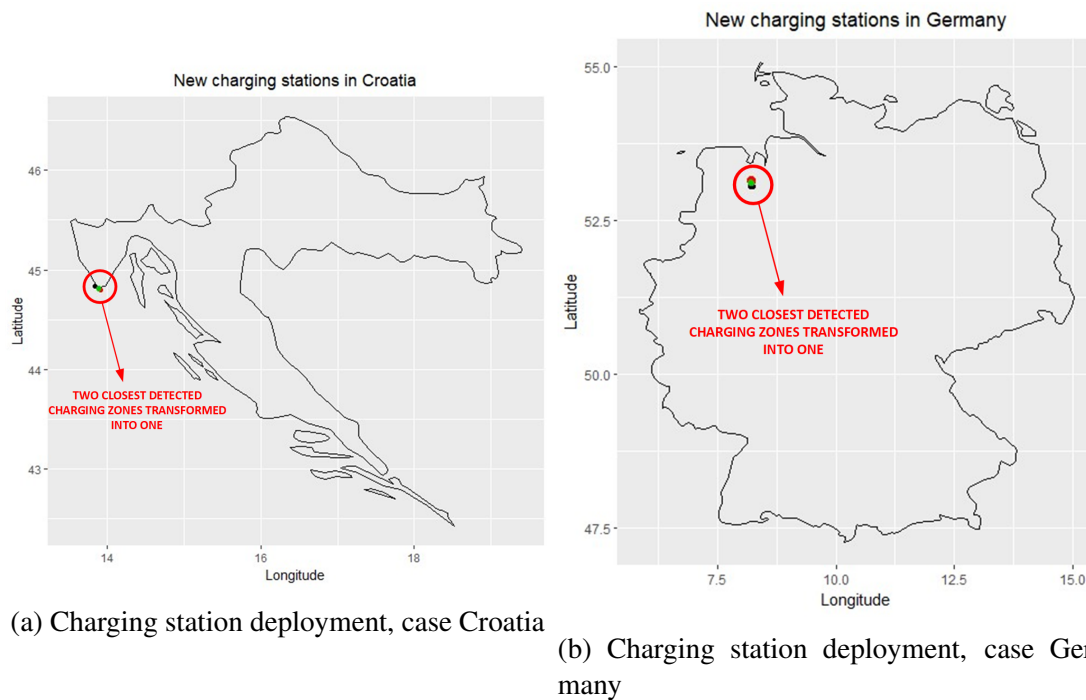 New charging stations in Croatia
46
45
44
43
Latitude
14
16
18
Longitude
TWO CLOSEST DETECTED
CHARGING ZONES TRANSFORMED
INTO ONE
(a) Charging station deployment, case Croatia
New charging stations in Germany
55.0
52.5
50.0
47.5
Latitude
7.5
10.0
12.5
15.0
Longitude
TWO CLOSEST DETECTED
CHARGING ZONES TRANSFORMED
INTO ONE
(b) Charging station deployment, case Ger
many